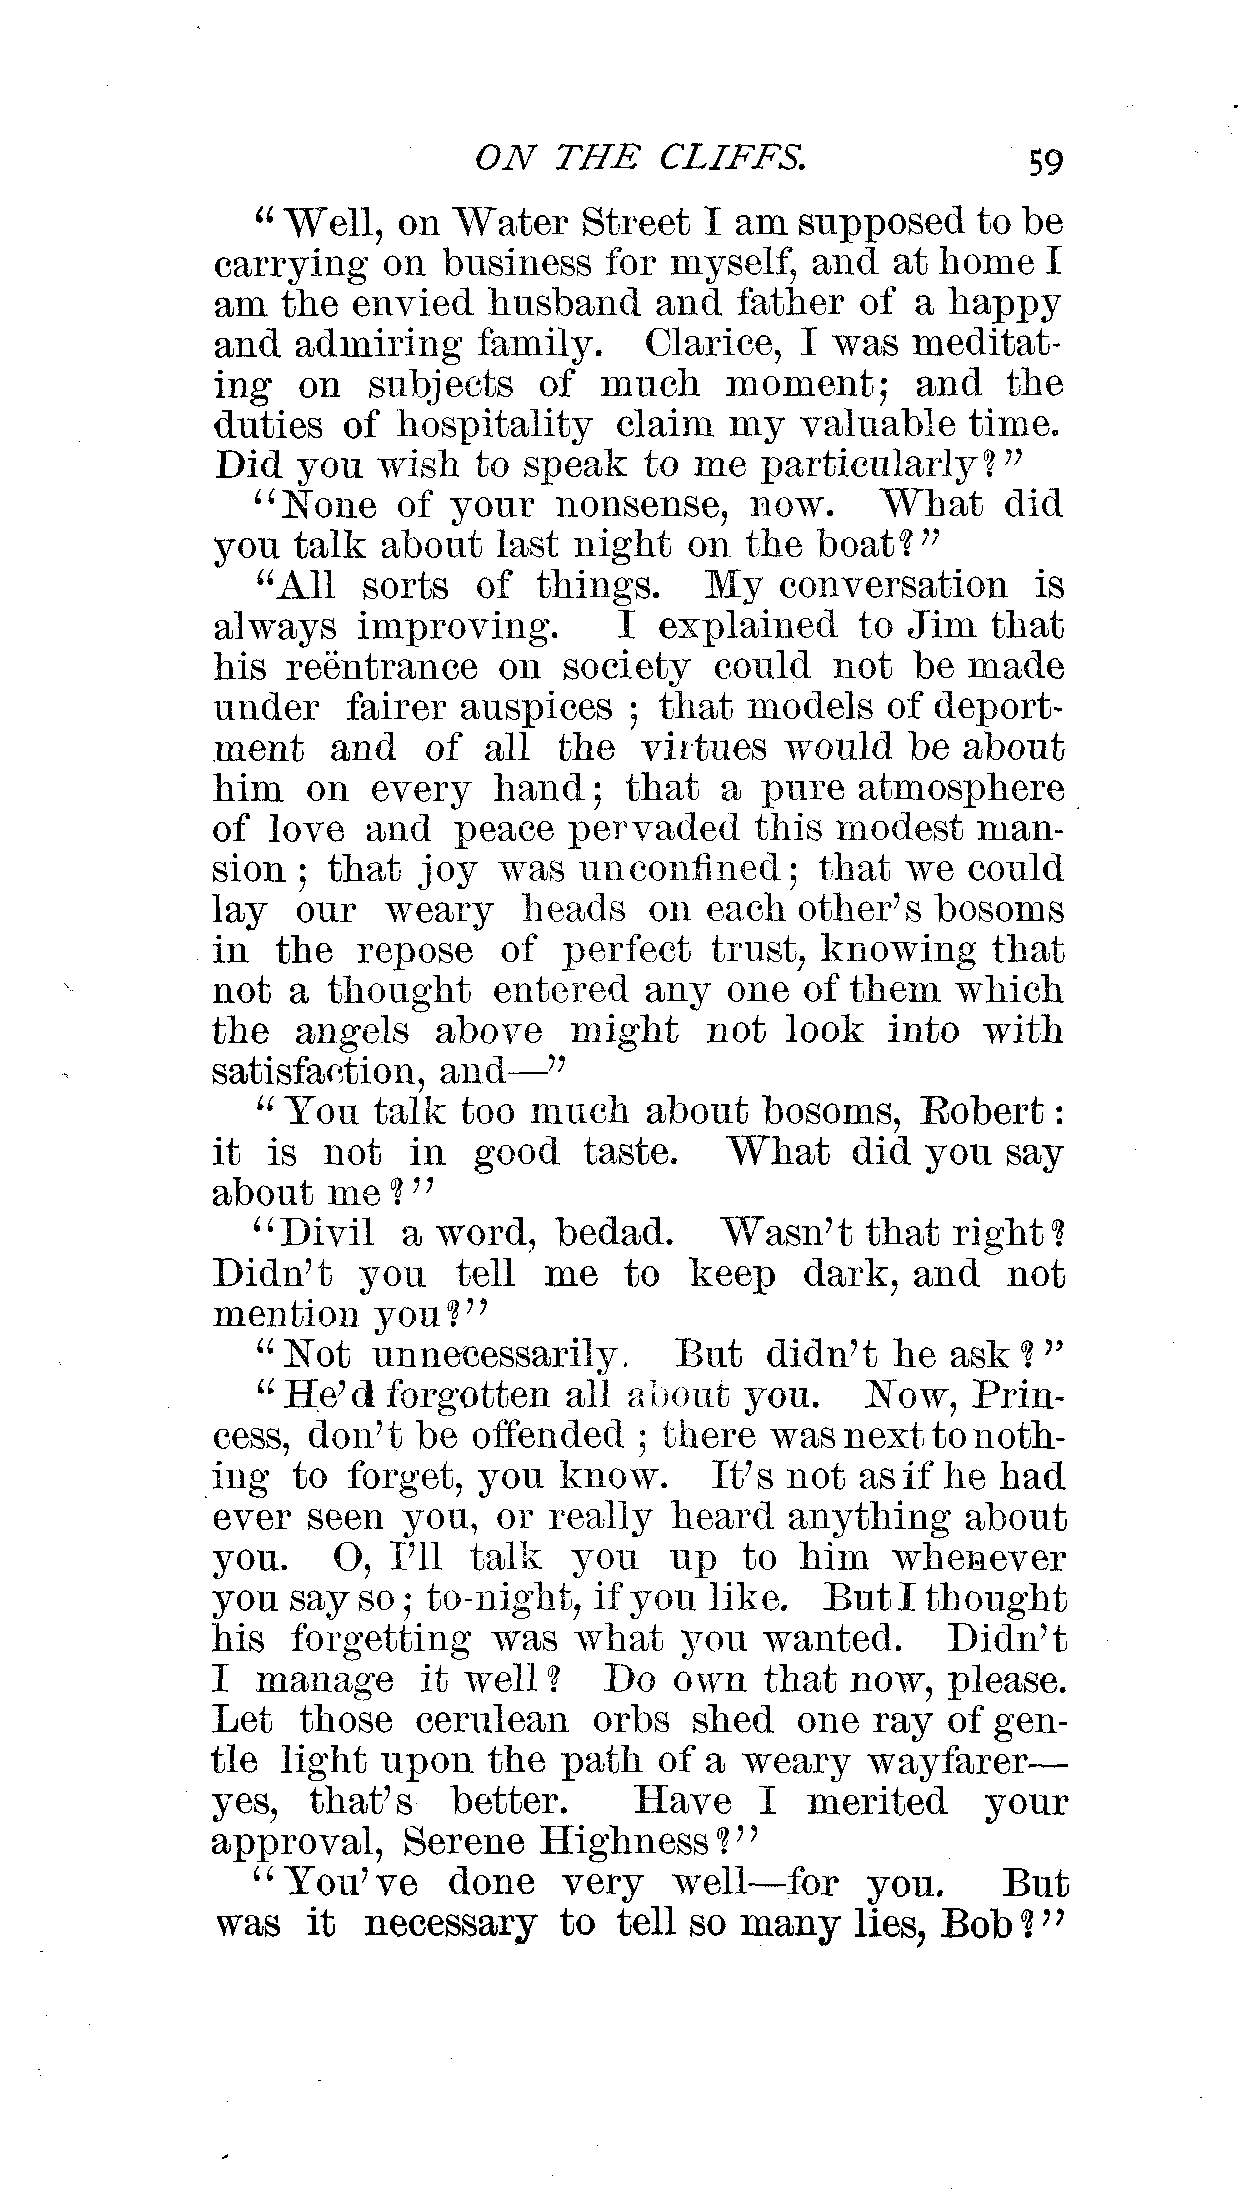 ON THE CLIFFS. 59
“Well, on Water Street I am supposed to be
carrying on business for myself, and at home I
am the envied husband and father of a happy
and admiring family. Clarice, I was meditat-
ing on subjects of much moment; and the
duties of hospitality claim my valuable time.
Did you wish to speak to me particularly?”
“None of your nonsense, now. What did
you talk about last night on the boat?”
“All sorts of things. My conversation is
always improving. I explained to Jim that
his reëntrance on society could not be made
under fairer auspices ; that models of deport-
ment and of all the virtues would be about
him on every hand; that a pure atmosphere
of love and peace pervaded this modest man-
sion ; that joy was unconfined; that we could
lay our weary heads on each other’s bosoms
in the repose of perfect trust, knowing that
not a thought entered any one of them which
the angels above might not look into with
satisfaction, and—”
“You talk too much about bosoms, Robert :
it is not in good taste. What did you say
about me?”
“Divil a word, bedad. Wasn’t that right?
Didn’t you tell me to keep dark, and not
mention you?”
“Not unnecessarily. But didn’t he ask?”
“He’d forgotten all about you. Now, Prin-
cess, don’t be offended ; there was next to noth-
ing to forget, you know. It’s not as if he had
ever seen you, or really heard anything about
you. O, I’ll talk you up to him whenever
you say so; to-night, if you like. But I thought
his forgetting was what you wanted. Didn’t
I manage it well? Do own that now, please.
Let those cerulean orbs shed one ray of gen-
tle light upon the path of a weary wayfarer—
yes, that’s better. Have I merited your
approval, Serene Highness?”
“You’ve done very well—for you. But
was it necessary to tell so many lies, Bob?”